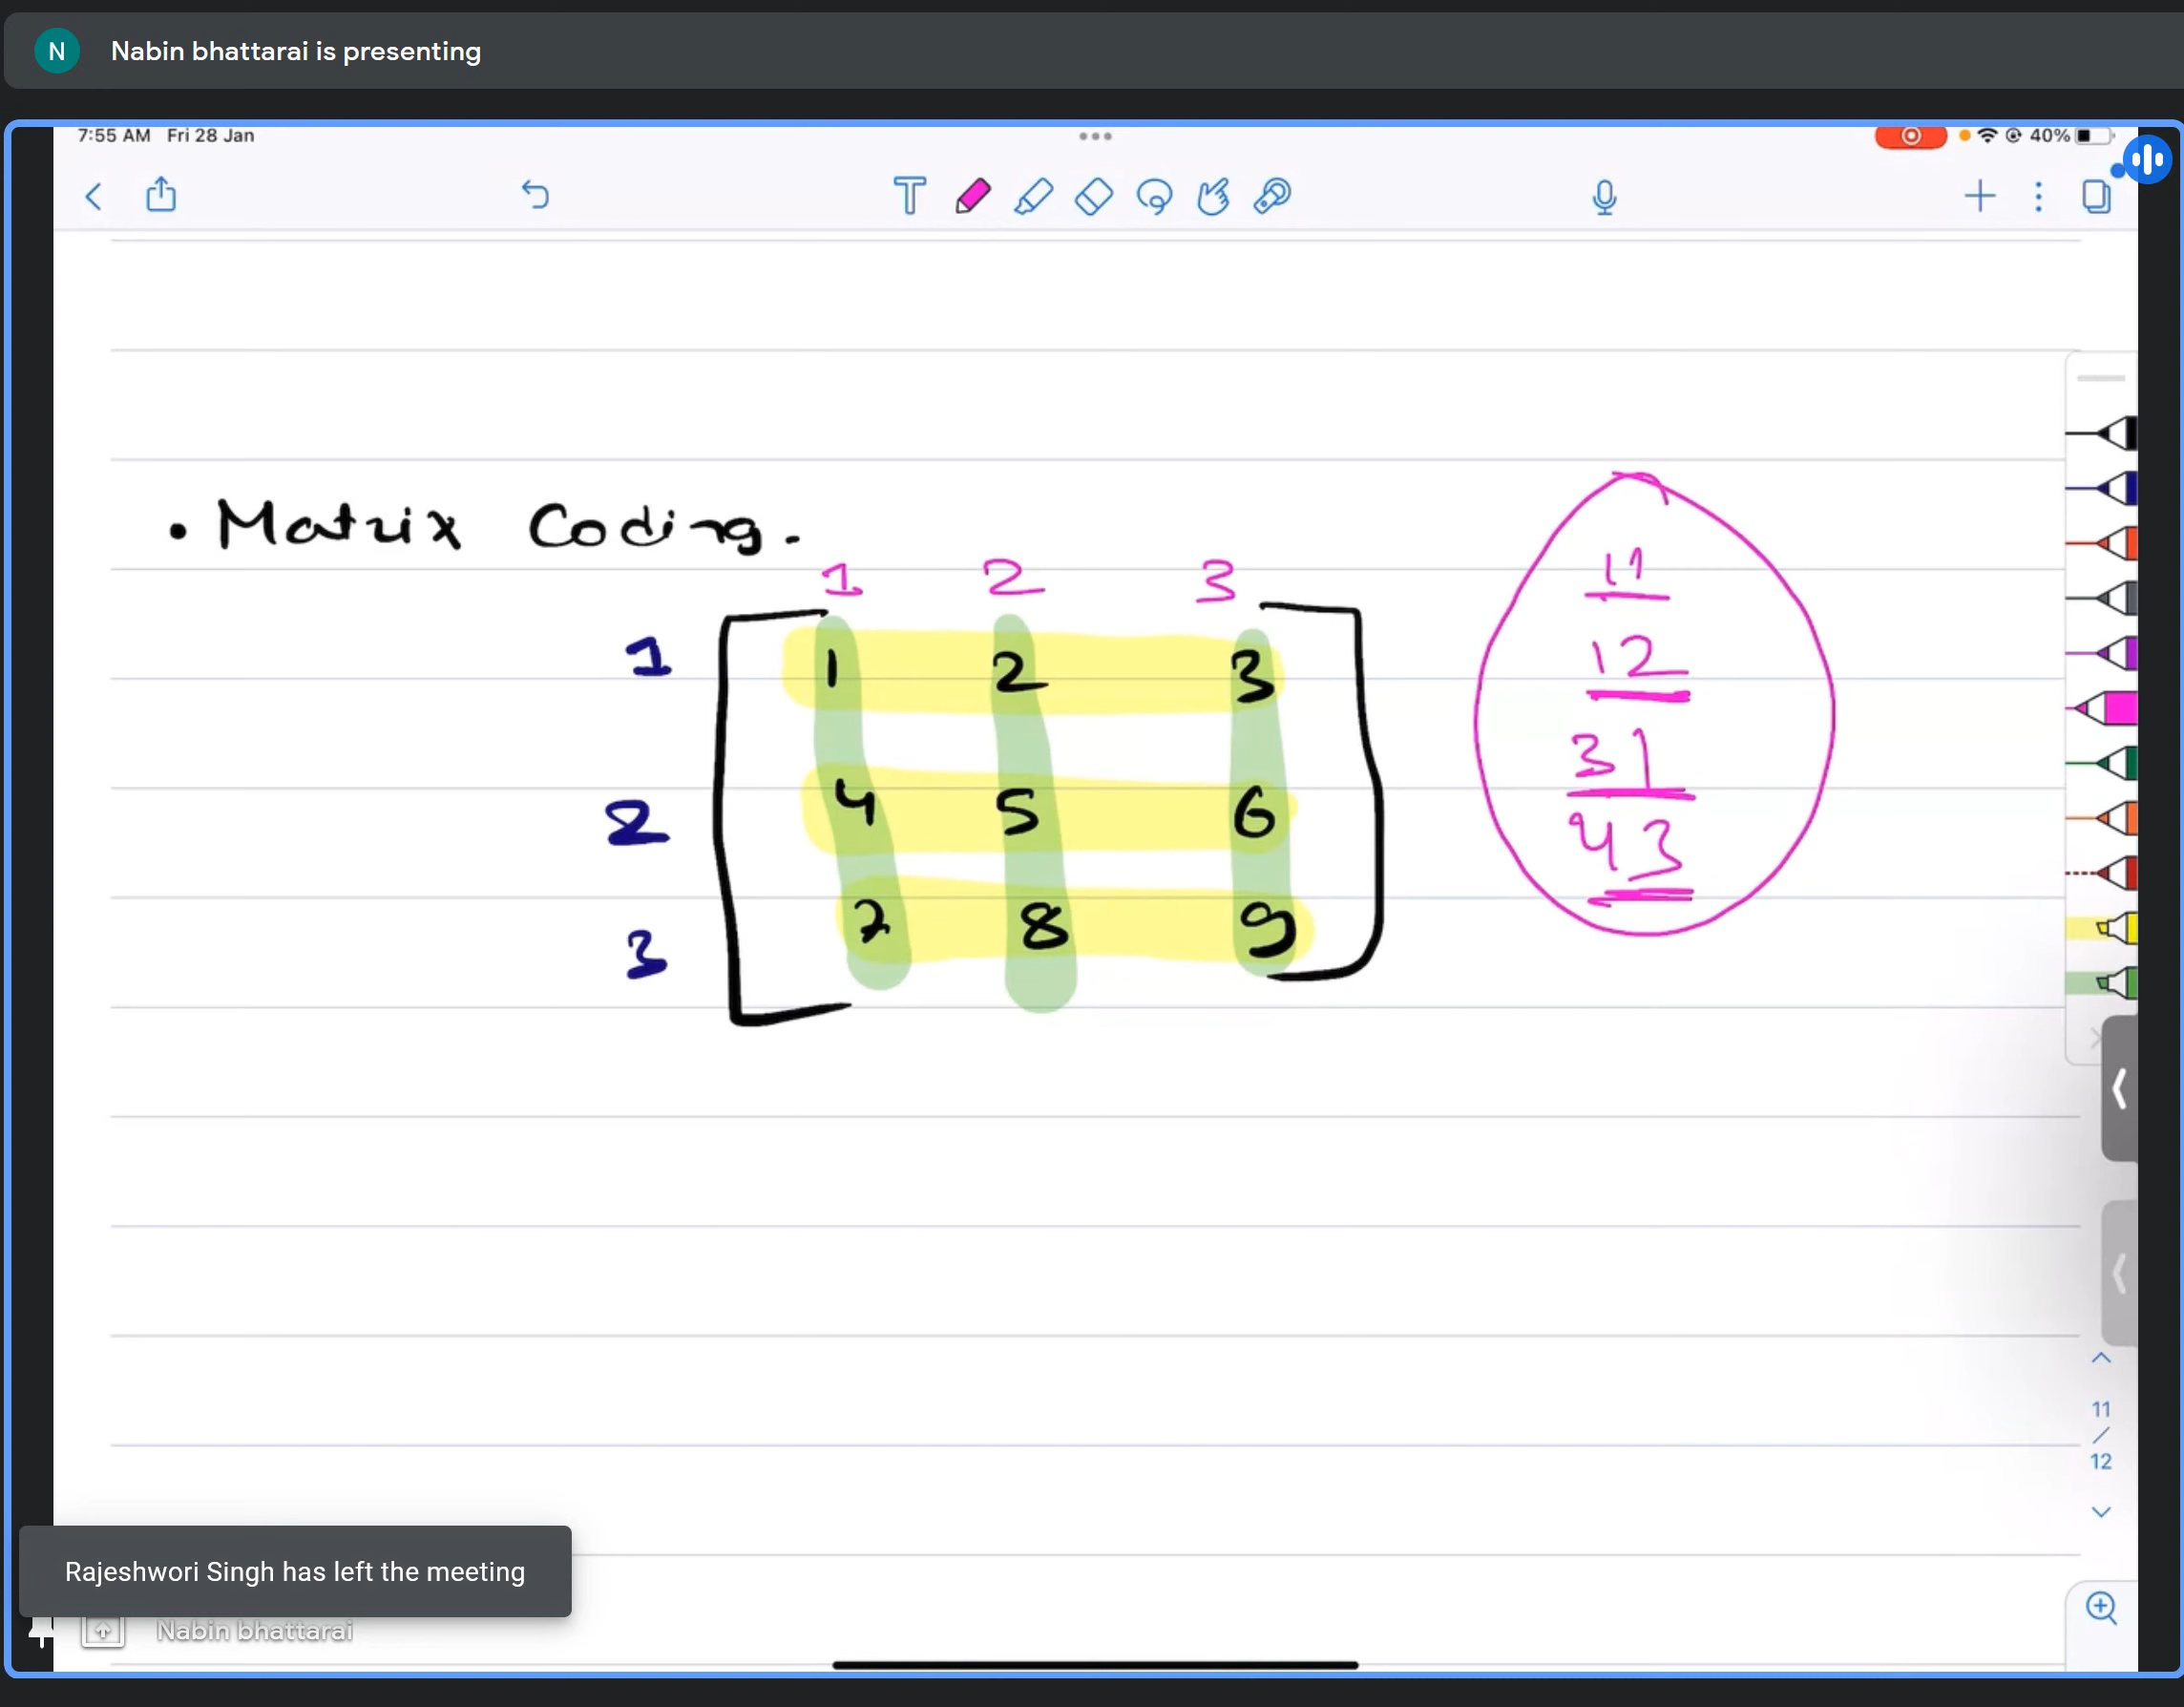 N Nabin bhattarai is presenting
7:55 AM Fri 28 Jan
40%
T
• Matrix Coding.
1 2 3
1 1 2 3
2 4 5 6
3 7 8 9
11
12
31
43
11
/
12
Rajeshwori Singh has left the meeting
Nabin bhattarai